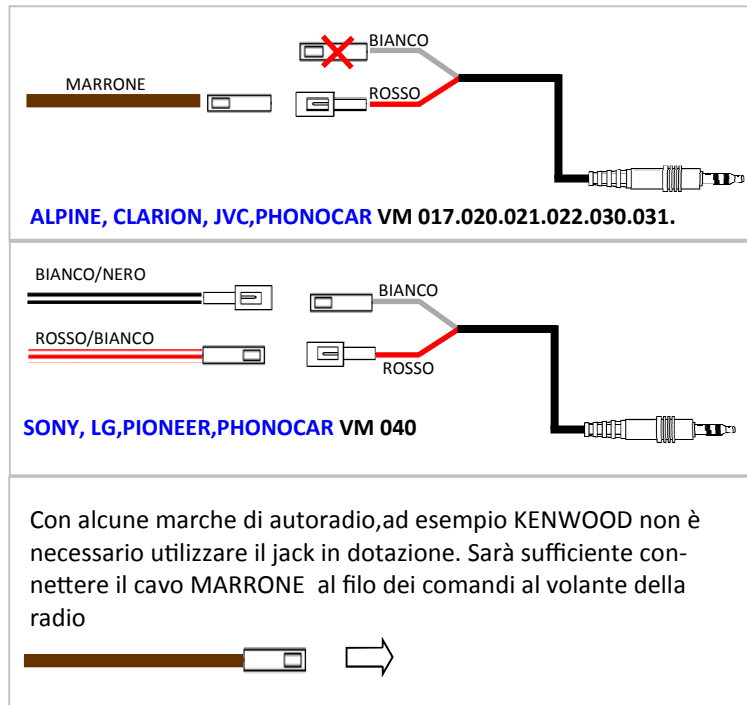 BIANCO
MARRONE
ROSSO
ALPINE, CLARION, JVC,PHONOCAR VM 017.020.021.022.030.031.
BIANCO/NERO
BIANCO
ROSSO/BIANCO
ROSSO
SONY, LG,PIONEER,PHONOCAR VM 040
Con alcune marche di autoradio,ad esempio KENWOOD non è
necessario utilizzare il jack in dotazione. Sarà sufficiente con-
nettere il cavo MARRONE al filo dei comandi al volante della
radio